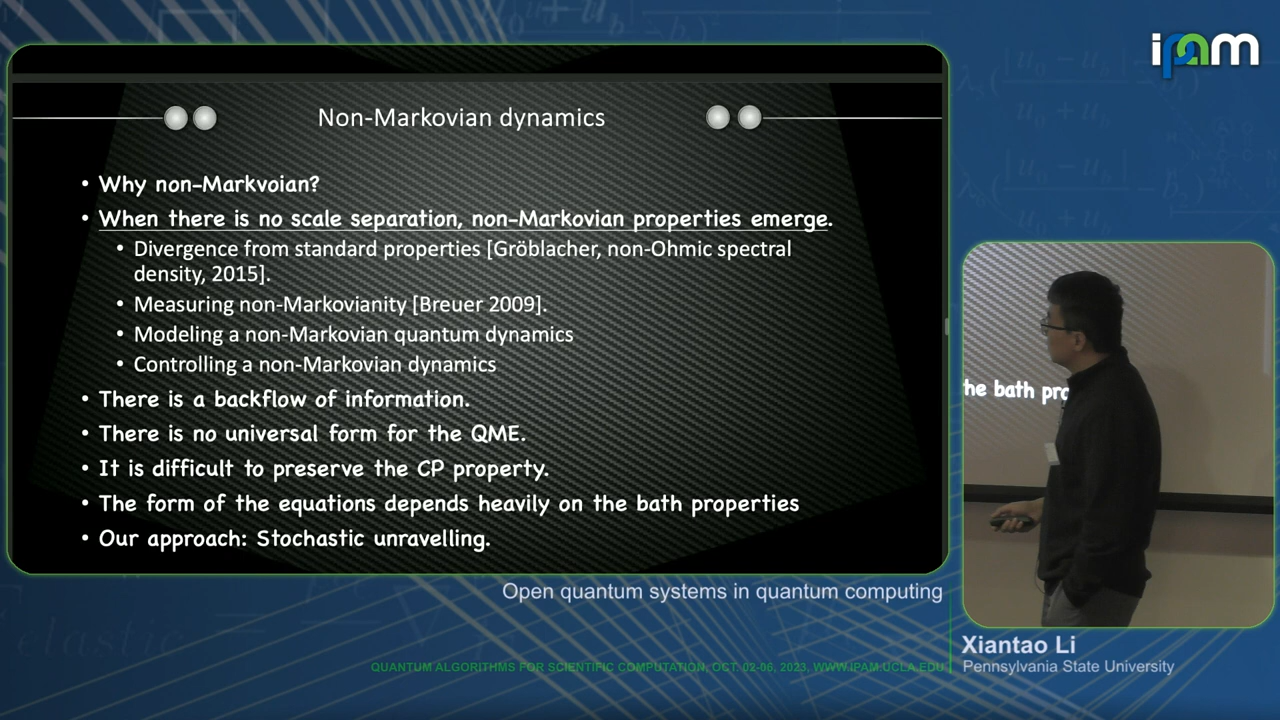 ipam
Non-Markovian dynamics
• Why non-Markvoian?
• When there is no scale separation, non-Markovian properties emerge.
• Divergence from standard properties [Gröblacher, non-Ohmic spectral
density, 2015].
• Measuring non-Markovianity [Breuer 2009].
• Modeling a non-Markovian quantum dynamics
• Controlling a non-Markovian dynamics
• There is a backflow of information.
• There is no universal form for the QME.
• It is difficult to preserve the CP property.
• The form of the equations depends heavily on the bath properties
• Our approach: Stochastic unravelling.
he bath pro
Open quantum systems in quantum computing
Xiantao Li
Pennsylvania State University
QUANTUM ALGORITHMS FOR SCIENTIFIC COMPUTATION, OCT. 02-06, 2023, WWW.IPAM.UCLA.EDU
elastic